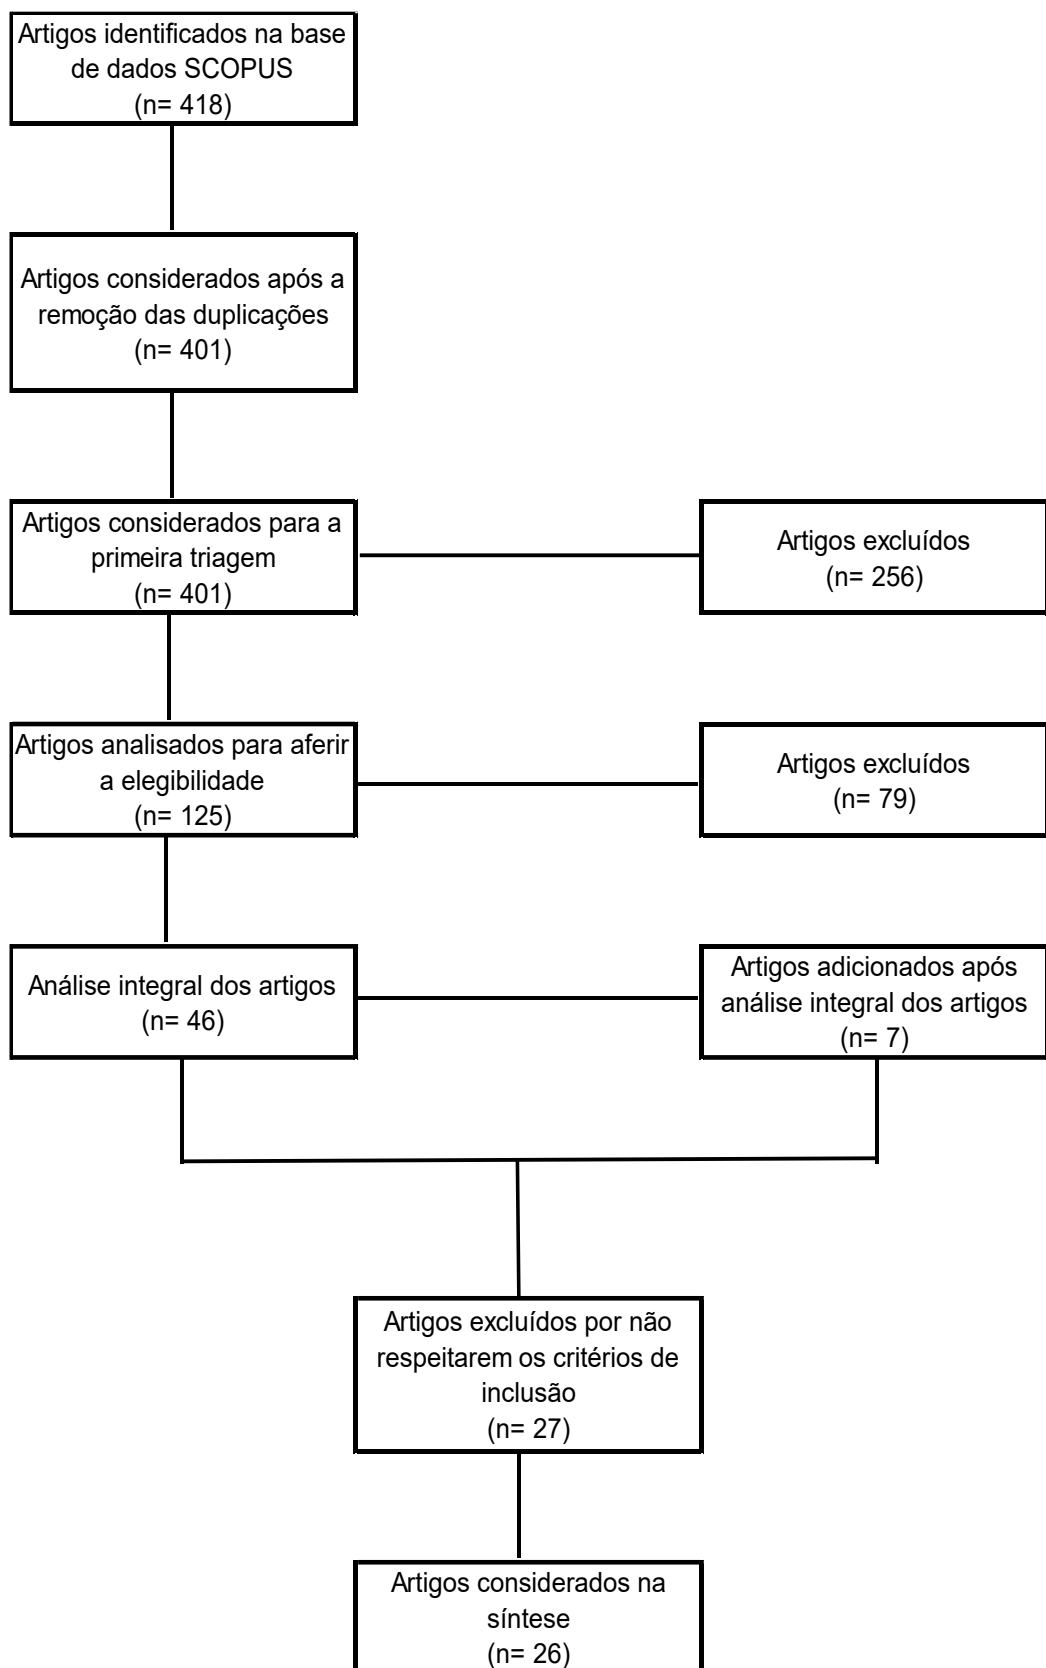 Artigos identificados na base
de dados SCOPUS
(n= 418)
Artigos considerados após a
remoção das duplicações
(n= 401)
Artigos considerados para a
primeira triagem
(n= 401)
Artigos excluídos
(n= 256)
Artigos analisados para aferir
a elegibilidade
(n= 125)
Artigos excluídos
(n= 79)
Análise integral dos artigos
(n= 46)
Artigos adicionados após
análise integral dos artigos
(n= 7)
Artigos excluídos por não
respeitarem os critérios de
inclusão
(n= 27)
Artigos considerados na
síntese
(n= 26)